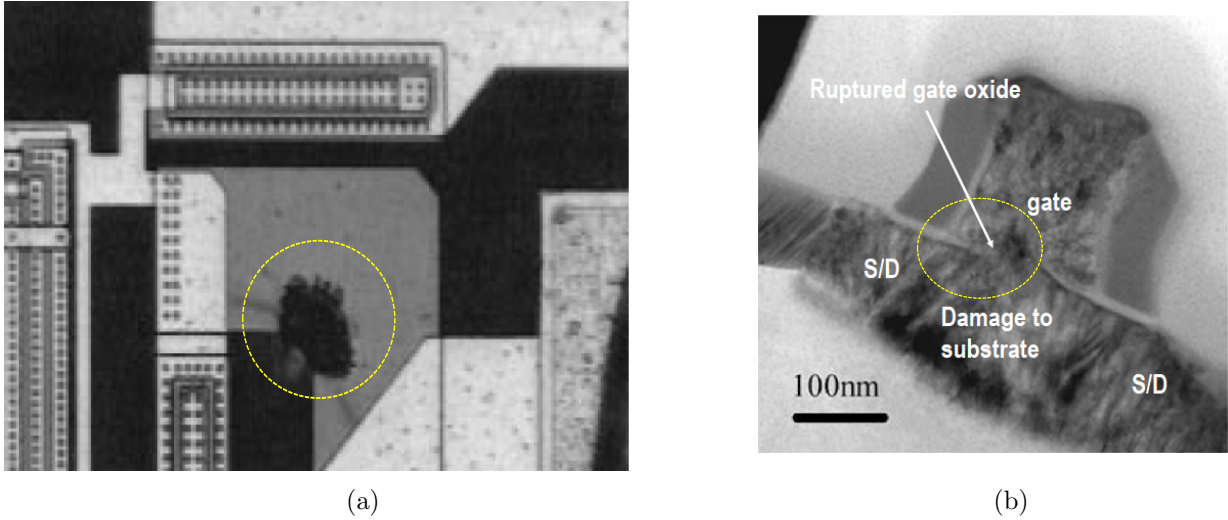 Ruptured gate oxide
gate
S/D
Damage to
substrate
S/D
100nm
(a)
(b)